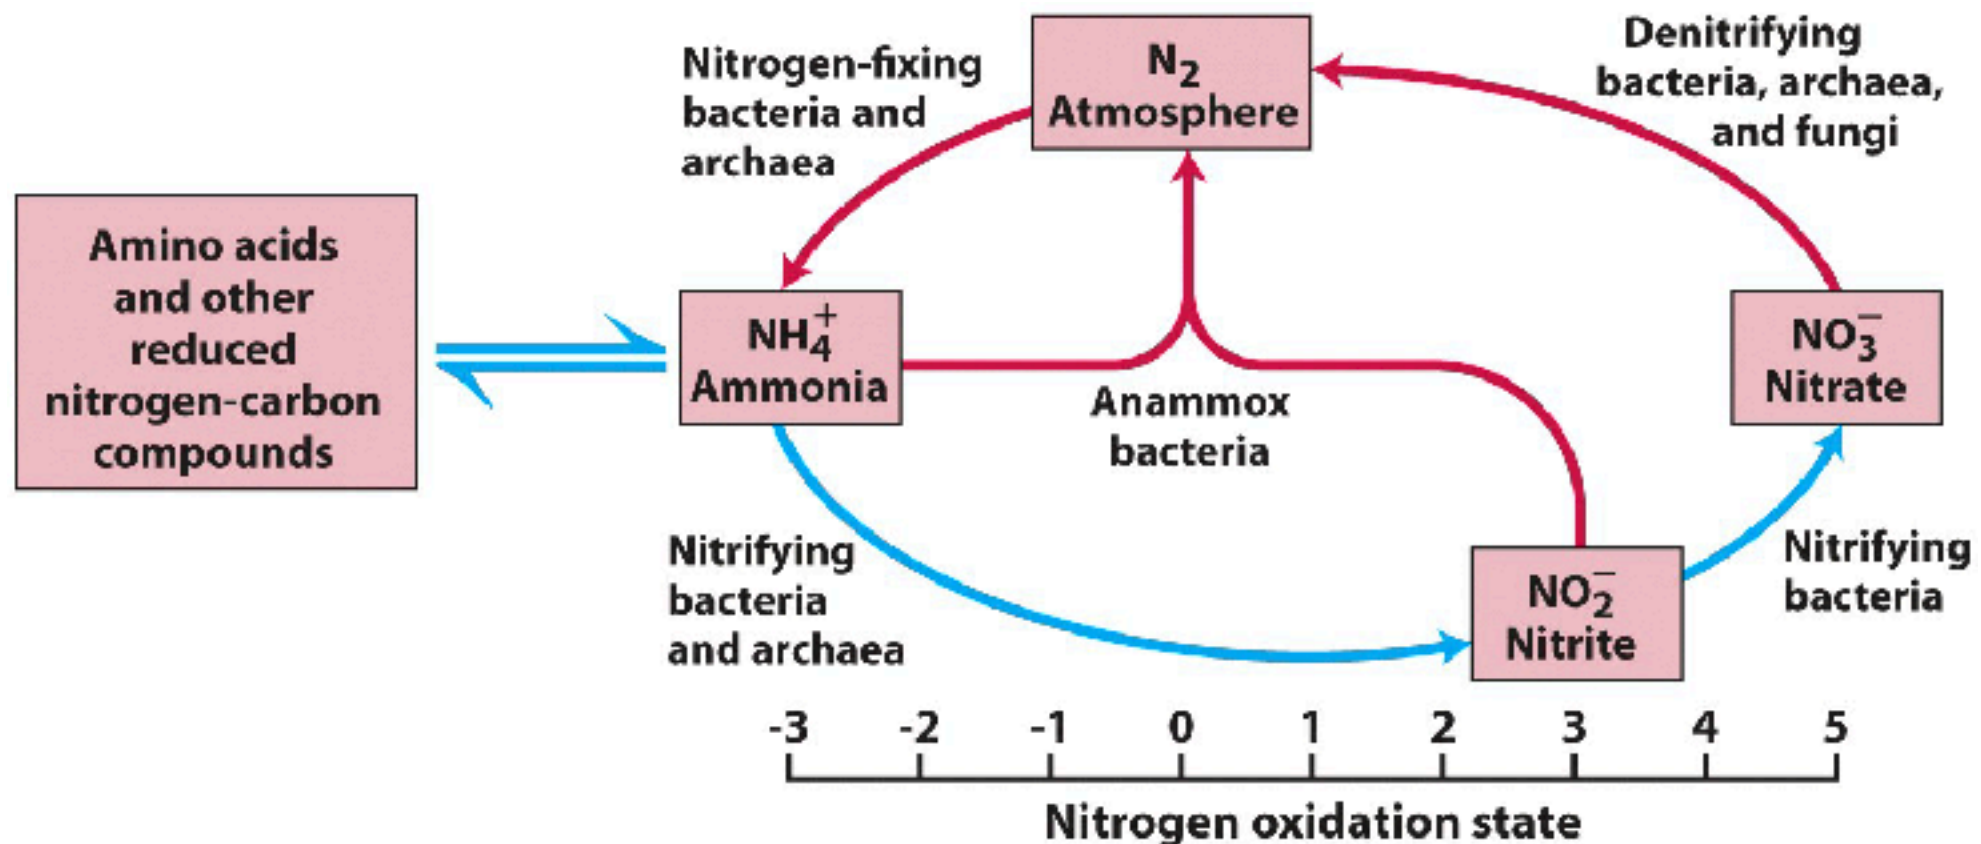 N₂
Atmosphere
Nitrogen-fixing
bacteria and
archaea
Denitrifying
bacteria, archaea,
and fungi
Amino acids
and other
reduced
nitrogen-carbon
compounds
NH₄⁺
Ammonia
NO₃⁻
Nitrate
Anammox
bacteria
Nitrifying
bacteria
and archaea
NO₂⁻
Nitrite
Nitrifying
bacteria
-3 -2 -1 0 1 2 3 4 5
Nitrogen oxidation state